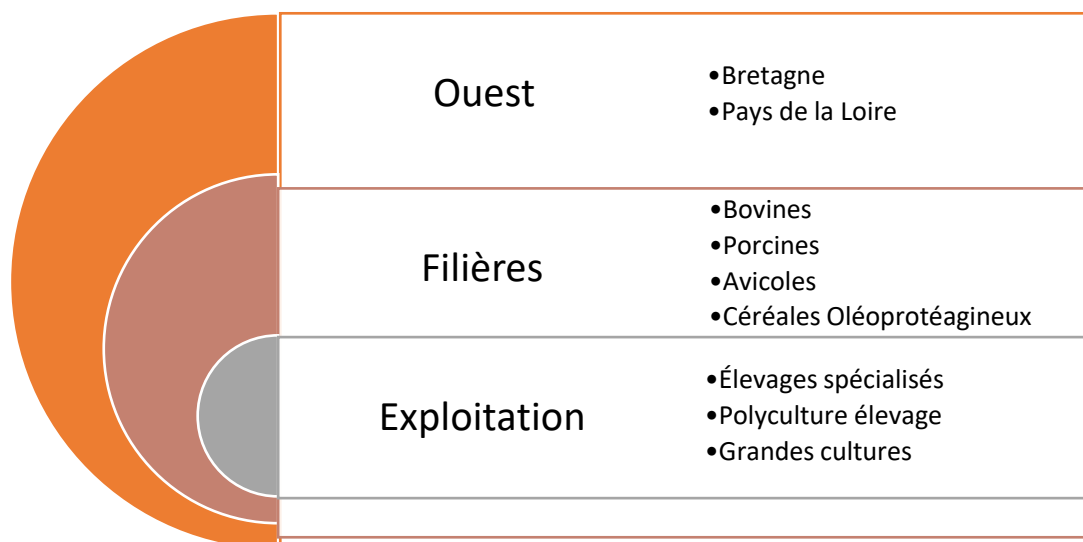 Ouest
•Bretagne
•Pays de la Loire
Filières
•Bovines
•Porcines
•Avicoles
•Céréales Oléoprotéagineux
Exploitation
•Élevages spécialisés
•Polyculture élevage
•Grandes cultures